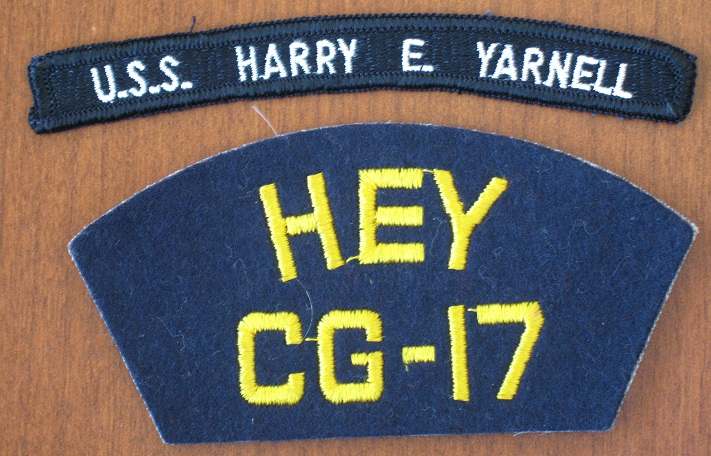 U.S.S. HARRY E. YARNELL
HEY
CG-17